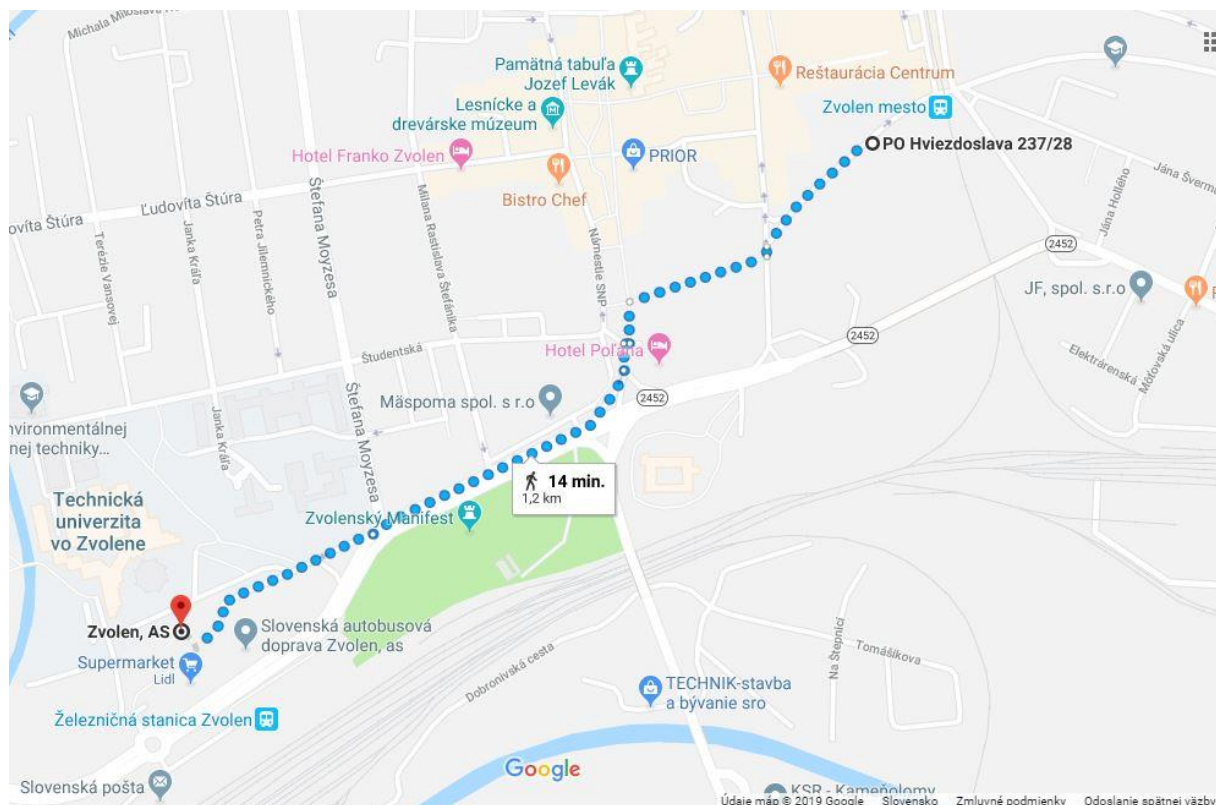 Michala Miloslava
Pamätná tabuľa
Jozef Levák
Reštaurácia Centrum
Lesnícke a
drevárske múzeum
Zvolen mesto
PO Hviezdoslava 237/28
Hotel Franko Zvolen
PRIOR
Bistro Chef
Ľudovíta Štúra
ovíta Štúra
Štefana Moyzesa
Milana Rastislava Štefánika
Petra Jilemnického
Janka Kráľa
Terézie Vansovej
Námestie SNP
Jána Hollého
Jána Švermu
2452
JF, spol. s.r.o
Elektrárenská
Môťovská ulica
2452
Hotel Poľana
Študentská
2452
Mäspoma spol. s r.o
nvironmentálnej
nej techniky...
Janka Kráľa
Štefana Moyzesa
14 min.
1,2 km
Technická
univerzita
vo Zvolene
Zvolenský Manifest
Zvolen, AS
Slovenská autobusová
doprava Zvolen, as
Supermarket
Lidl
Železničná stanica Zvolen
Dobronivská cesta
TECHNIK-stavba
a bývanie sro
Na Štepnici
Tomášikova
Slovenská pošta
Google
KSR - Kameňolomy
Údaje máp © 2019 Google Slovensko Zmluvné podmienky Odoslanie spätnej väzby